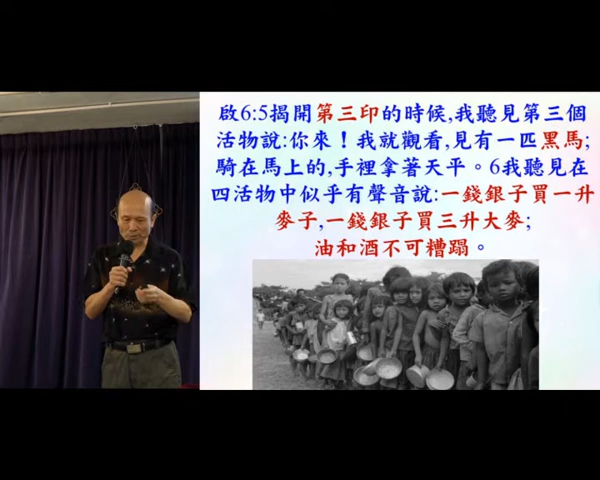 啟6:5揭開第三印的時候,我聽見第三個
活物說:你來！我就觀看,見有一匹黑馬;
騎在馬上的,手裡拿著天平。6我聽見在
四活物中似乎有聲音說:一錢銀子買一升
麥子,一錢銀子買三升大麥;
油和酒不可糟蹋。